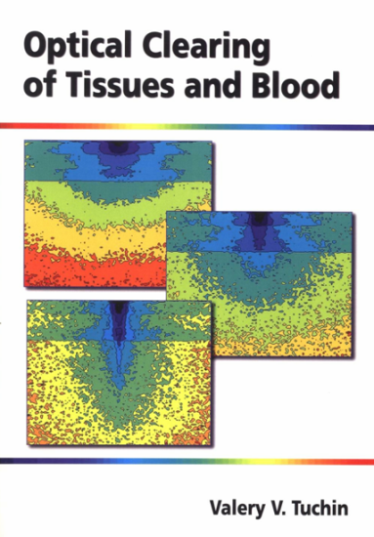 Optical Clearing
of Tissues and Blood
Valery V. Tuchin